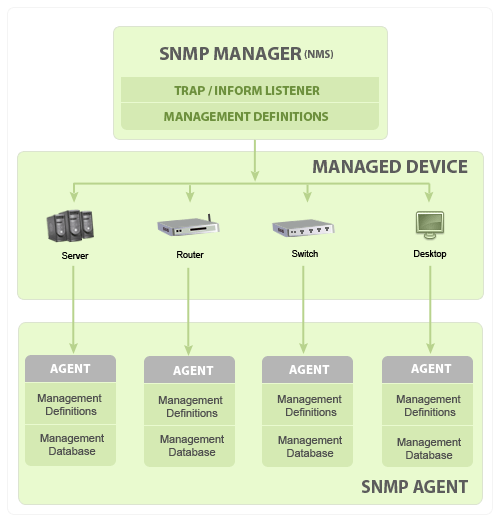 SNMP MANAGER (NMS)
TRAP / INFORM LISTENER
MANAGEMENT DEFINITIONS
MANAGED DEVICE
Server
Router
Switch
Desktop
AGENT
Management
Definitions
Management
Database
AGENT
Management
Definitions
Management
Database
AGENT
Management
Definitions
Management
Database
AGENT
Management
Definitions
Management
Database
SNMP AGENT